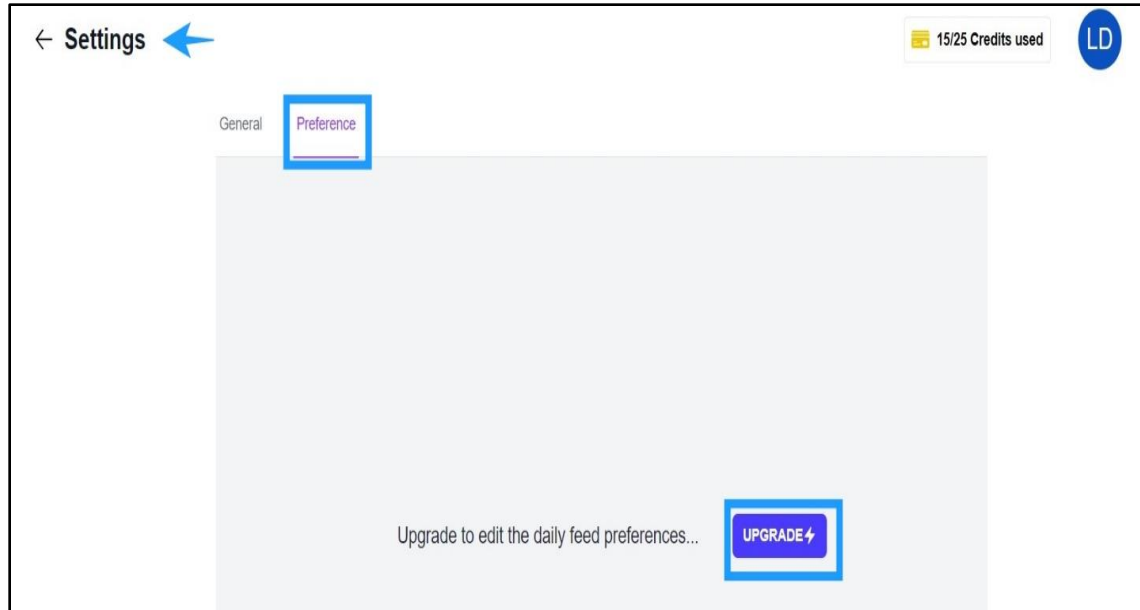 ← Settings
15/25 Credits used
LD
General
Preference
Upgrade to edit the daily feed preferences...
UPGRADE⚡